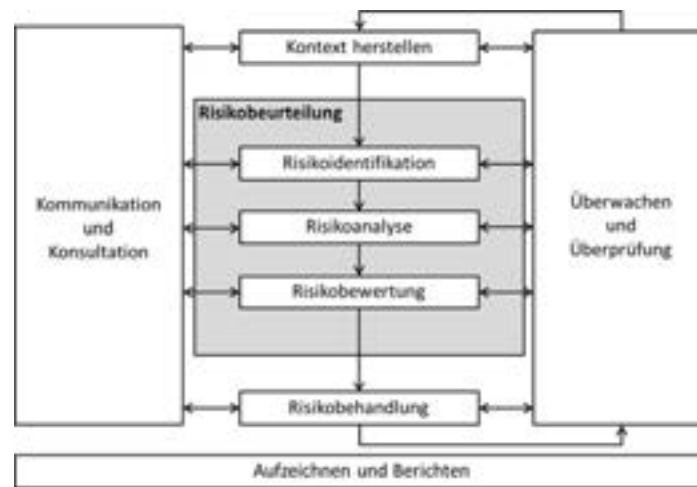 Kontext herstellen
Risikobeurteilung
Risikoidentifikation
Kommunikation
und
Konsultation
Risikoanalyse
Überwachen
und
Überprüfung
Risikobewertung
Risikobehandlung
Aufzeichnen und Berichten